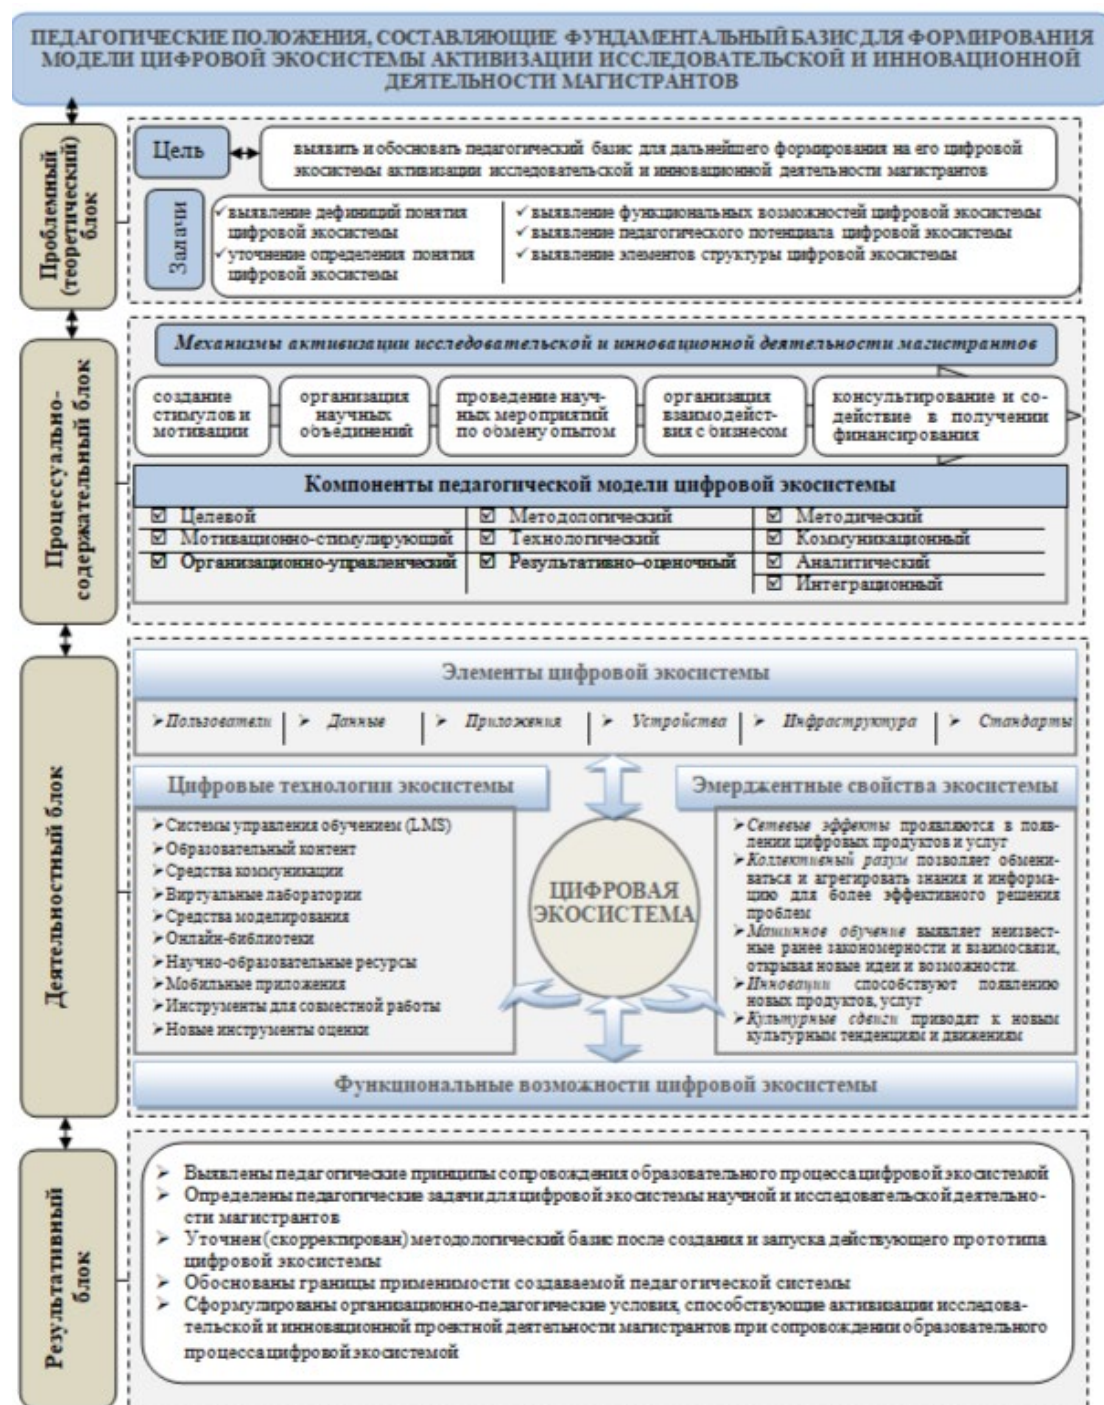 ПЕДАГОГИЧЕСКИЕ ПОЛОЖЕНИЯ, СОСТАВЛЯЮЩИЕ ФУНДАМЕНТАЛЬНЫЙ БАЗИС ДЛЯ ФОРМИРОВАНИЯ
МОДЕЛИ ЦИФРОВОЙ ЭКОСИСТЕМЫ АКТИВИЗАЦИИ ИССЛЕДОВАТЕЛЬСКОЙ И ИННОВАЦИОННОЙ
ДЕЯТЕЛЬНОСТИ МАГИСТРАНТОВ
Проблемный
(теоретический)
блок
Цель
выявить и обосновать педагогический базис для дальнейшего формирования на его цифровой
экосистемы активизации исследовательской и инновационной деятельности магистрантов
Задачи
✓выявление дефиниций понятия
цифровой экосистемы
✓уточнение определения понятия
цифровой экосистемы
✓выявление функциональных возможностей цифровой экосистемы
✓выявление педагогического потенциала цифровой экосистемы
✓выявление элементов структуры цифровой экосистемы
Процессуально-
содержательный блок
Механизмы активизации исследовательской и инновационной деятельности магистрантов
создание
стимулов и
мотивации
организация
научных
объединений
проведение науч-
ных мероприятий
по обмену опытом
организация
взаимодейст-
вия с бизнесом
консультирование и со-
действие в получении
финансирования
Компоненты педагогической модели цифровой экосистемы
☑ Целевой
☑ Мотивационно-стимулирующий
☑ Организационно-управленческий
☑ Методологический
☑ Технологический
☑ Результативно–оценочный
☑ Методический
☑ Коммуникационный
☑ Аналитический
☑ Интеграционный
Деятельностный блок
Элементы цифровой экосистемы
➢Пользователи
➢ Данные
➢ Приложения
➢ Устройства
➢ Инфраструктура
➢ Стандарты
Цифровые технологии экосистемы
➢Системы управления обучением (LMS)
➢Образовательный контент
➢Средства коммуникации
➢Виртуальные лаборатории
➢Средства моделирования
➢Онлайн-библиотеки
➢Научно-образовательные ресурсы
➢Мобильные приложения
➢Инструменты для совместной работы
➢Новые инструменты оценки
ЦИФРОВАЯ
ЭКОСИСТЕМА
Эмерджентные свойства экосистемы
➢Сетевые эффекты проявляются в появ-
лении цифровых продуктов и услуг
➢Коллективный разум позволяет обмени-
ваться и агрегировать знания и информа-
цию для более эффективного решения
проблем
➢Машинное обучение выявляет неизвест-
ные ранее закономерности и взаимосвязи,
открывая новые идеи и возможности.
➢Инновации способствуют появлению
новых продуктов, услуг
➢Культурные сдвиги приводят к новым
культурным тенденциям и движениям
Функциональные возможности цифровой экосистемы
Результативный
блок
➢ Выявлены педагогические принципы сопровождения образовательного процесса цифровой экосистемой
➢ Определены педагогические задачи для цифровой экосистемы научной и исследовательской деятельно-
сти магистрантов
➢ Уточнен (скорректирован) методологический базис после создания и запуска действующего прототипа
цифровой экосистемы
➢ Обоснованы границы применимости создаваемой педагогической системы
➢ Сформулированы организационно-педагогические условия, способствующие активизации исследова-
тельской и инновационной проектной деятельности магистрантов при сопровождении образовательного
процесса цифровой экосистемой